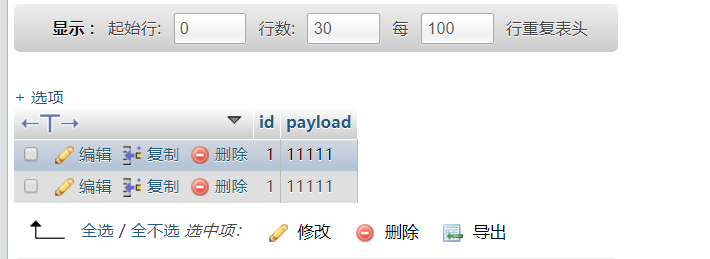 显示： 起始行: 0 行数: 30 每 100 行重复表头
+ 选项
←T→ id payload
编辑 复制 删除 1 11111
编辑 复制 删除 1 11111
全选 / 全不选 选中项： 修改 删除 导出